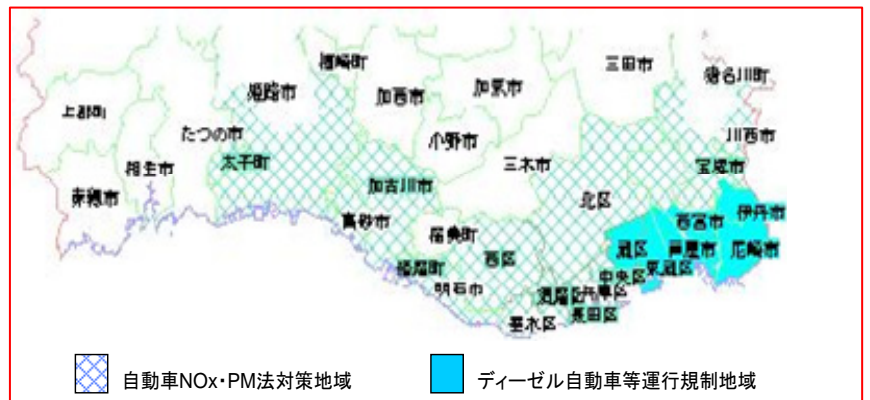 福崎町
三田市
猪名川町
姫路市
加西市
加東市
上郡町
たつの市
小野市
川西市
相生市
太子町
三木市
宝塚市
赤穂市
加古川市
北区
伊丹市
高砂市
稲美町
西宮市
西区
灘区
芦屋市
尼崎市
播磨町
中央区
東灘区
明石市
須磨区
兵庫区
長田区
垂水区
自動車NOx・PM法対策地域
ディーゼル自動車等運行規制地域